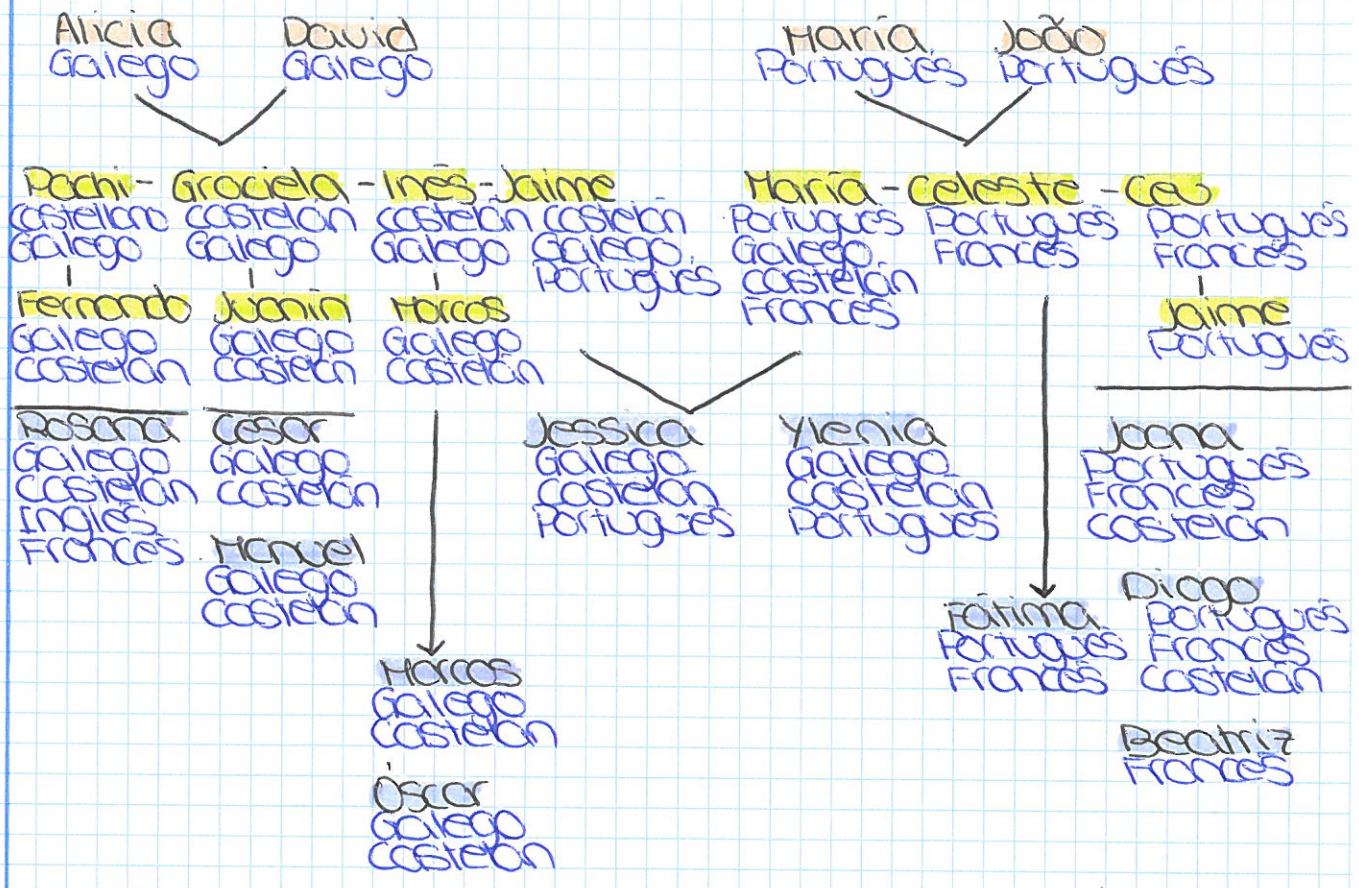 Alicia David María João
Galego Galego Portugués Portugués
Pachi - Graciela - Inés - Jaime María - Celeste - Ceu
Castellano Castelán Castelán Castelán Portugués Portugués Portugués
Galego Galego Galego Galego Galego Francés Francés
Portugués Castelán
Francés
Fernando Juanin Marcos Jaime
Galego Galego Galego Portugués
Castelán Castelán Castelán
Rosana César Jessica Ylenia Joana
Galego Galego Galego Galego Portugués
Castelán Castelán Castelán Castelán Francés
Inglés Portugués Portugués Castelán
Francés
Manuel
Galego
Castelán
Fátima Diogo
Portugués Portugués
Francés Francés
Castelán
Marcos
Galego
Castelán
Beatriz
Francés
Óscar
Galego
Castelán